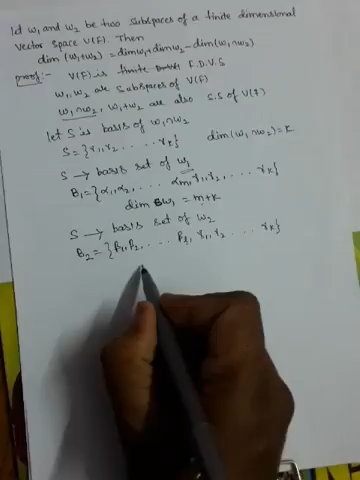 Id W₁ and W₂ be two subspaces of a finite dimensional
vector space V(F). Then
dim (W₁+W₂) = dimW₁+dimW₂-dim(W₁∩W₂)
proof:- V(F) is finite F.D.V.S
W₁, W₂ are subspaces of V(F)
W₁∩W₂, W₁+W₂ are also S.S of V(F)
let S is basis of W₁∩W₂
S = {γ₁, γ₂ . . . . . γₖ} dim(W₁∩W₂) = K
S → basis set of W₁
B₁ = {α₁, α₂, . . . . αm, γ₁, γ₂, . . . . γₖ}
dim W₁ = m+k
S → basis set of W₂
B₂ = {β₁, β₂, . . . . βₗ, γ₁, γ₂ . . . . γₖ}